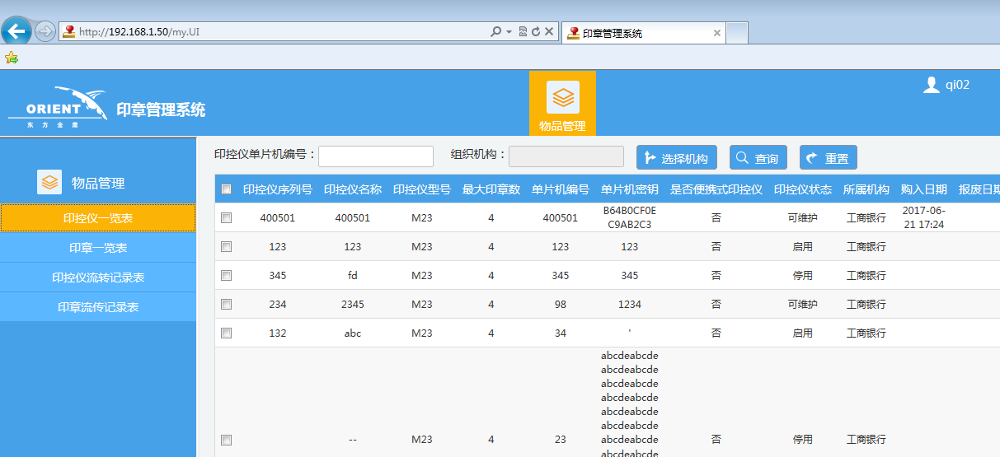 http://192.168.1.50/my.UI
印章管理系统
ORIENT
东方金鹰
印章管理系统
物品管理
qi02
物品管理
印控仪一览表
印章一览表
印控仪流转记录表
印章流传记录表
印控仪单片机编号： 组织机构： 选择机构 查询 重置
印控仪序列号 印控仪名称 印控仪型号 最大印章数 单片机编号 单片机密钥 是否便携式印控仪 印控仪状态 所属机构 购入日期 报废日期
400501 400501 M23 4 400501 B64B0CF0E 否 可维护 工商银行 2017-06-
C9AB2C3 21 17:24
123 123 M23 4 123 123 否 启用 工商银行
345 fd M23 4 345 345 否 停用 工商银行
234 2345 M23 4 98 1234 否 可维护 工商银行
132 abc M23 4 34 ' 否 启用 工商银行
abcdeabcde
abcdeabcde
abcdeabcde
abcdeabcde
abcdeabcde
abcdeabcde
-- M23 4 23 abcdeabcde 否 停用 工商银行
abcdeabcde